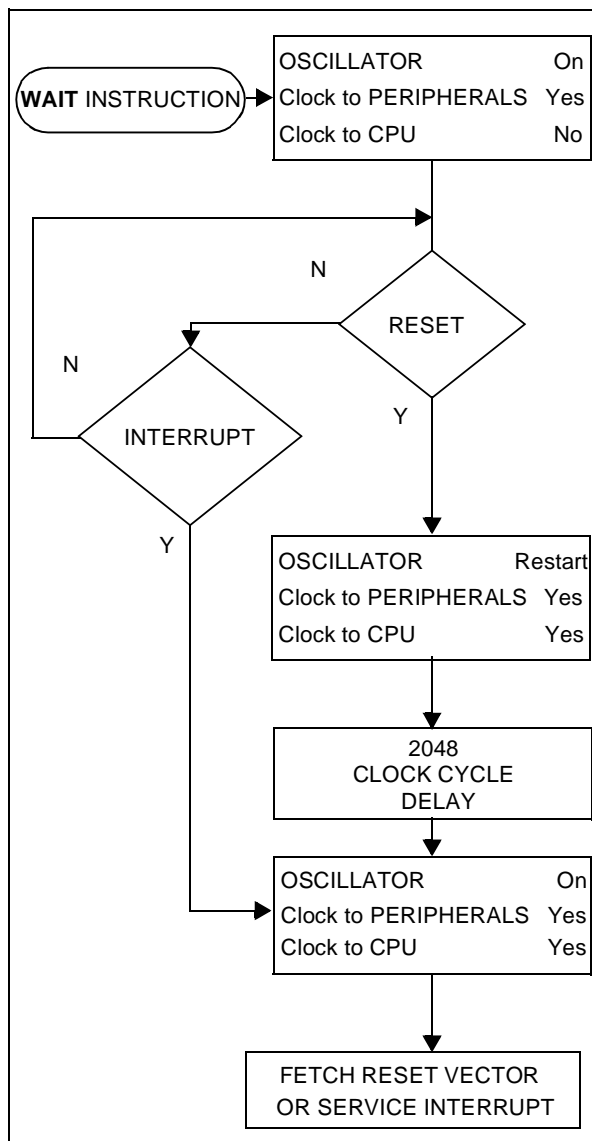 WAIT INSTRUCTION
OSCILLATOR On
Clock to PERIPHERALS Yes
Clock to CPU No
N
RESET
N
INTERRUPT
Y
Y
OSCILLATOR Restart
Clock to PERIPHERALS Yes
Clock to CPU Yes
2048
CLOCK CYCLE
DELAY
OSCILLATOR On
Clock to PERIPHERALS Yes
Clock to CPU Yes
FETCH RESET VECTOR
OR SERVICE INTERRUPT